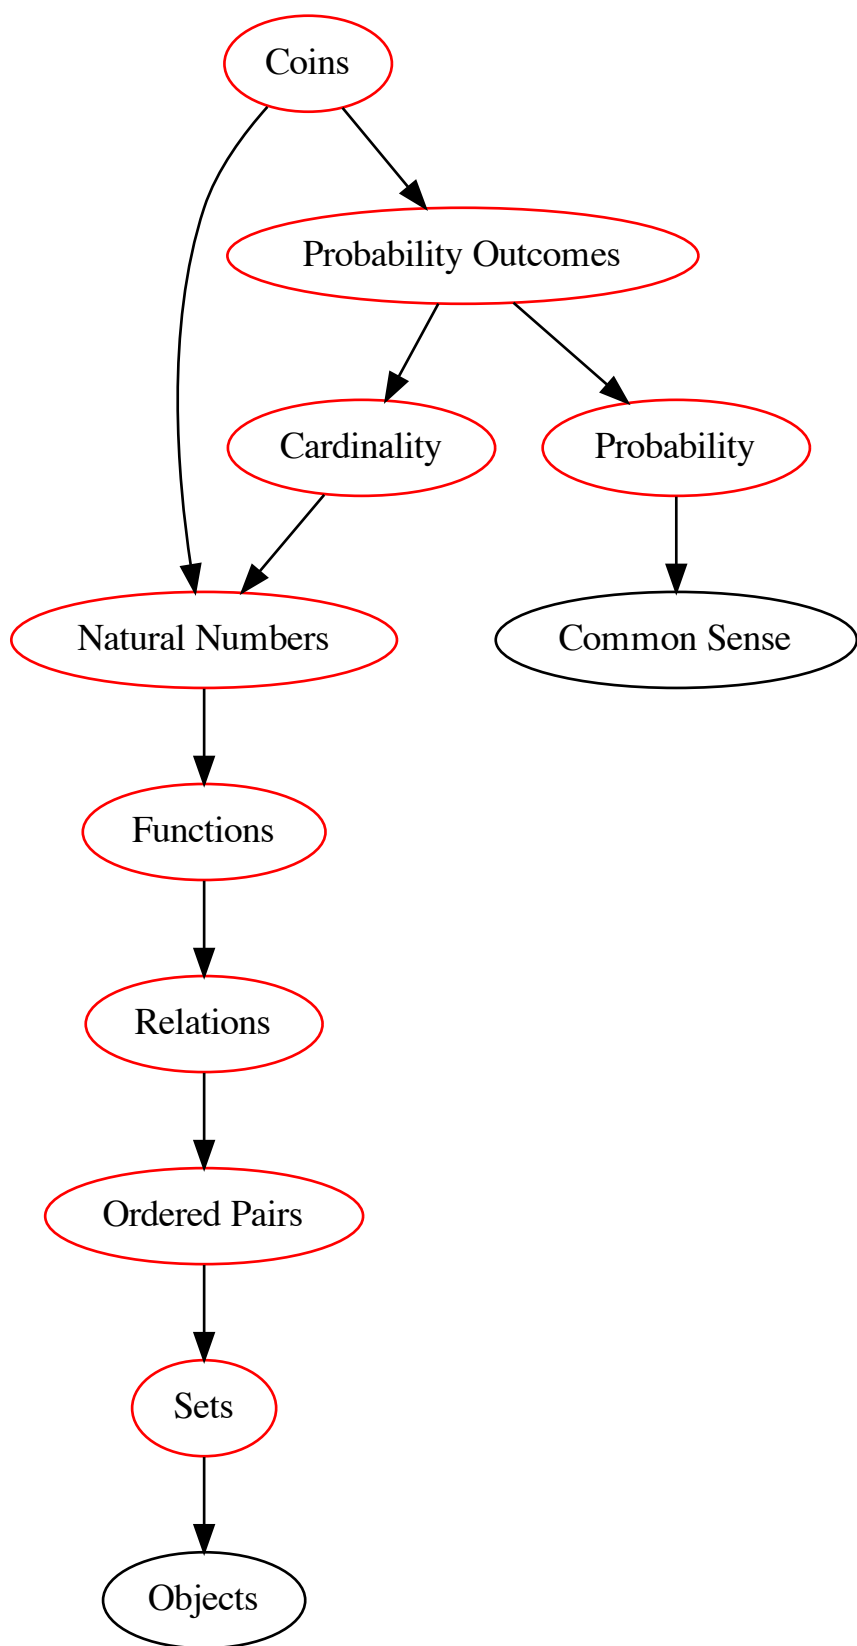 Coins
Probability Outcomes
Cardinality
Probability
Natural Numbers
Common Sense
Functions
Relations
Ordered Pairs
Sets
Objects